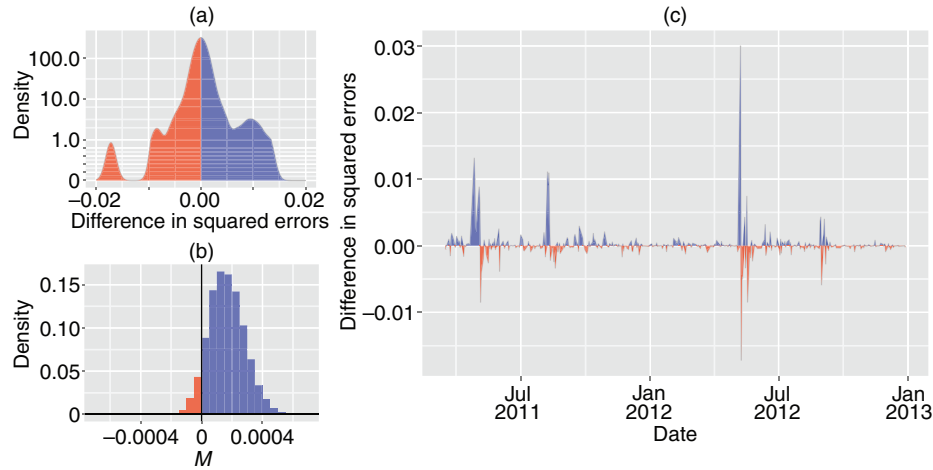 (a)
Density
100.0
10.0
1.0
0
−0.02
0.00
0.02
Difference in squared errors
(b)
Density
0.15
0.10
0.05
0
−0.0004
0
0.0004
M
(c)
Difference in squared errors
0.03
0.02
0.01
0.00
−0.01
Jul
2011
Jan
2012
Jul
2012
Jan
2013
Date